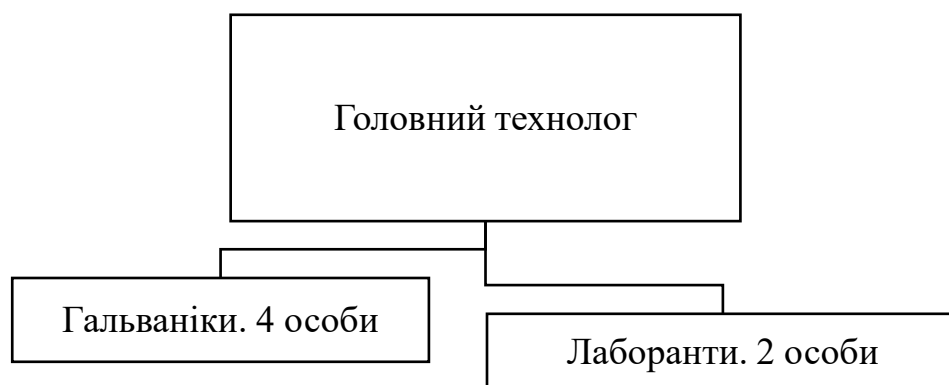 Головний технолог
Гальваніки. 4 особи
Лаборанти. 2 особи